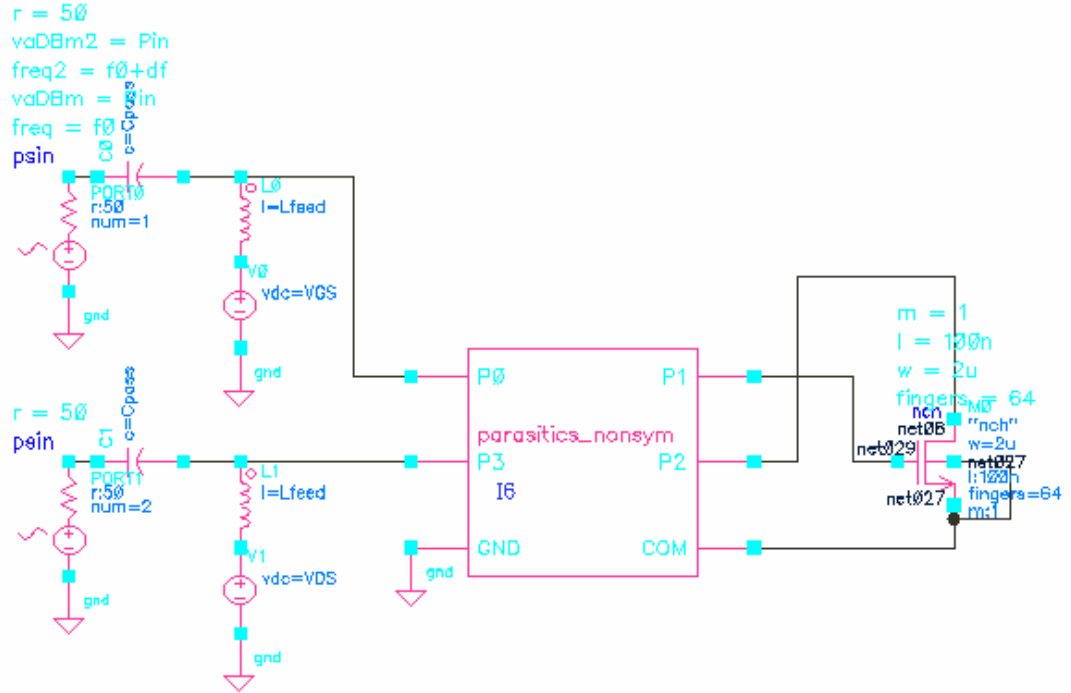 r = 50
vaDBm2 = Pin
freq2 = f0+df
vaDBm = Pin
freq = f0
psin
C0
c=Cpass
PORT0
r:50
num=1
gnd
L0
l=Lfeed
V0
vdc=VGS
gnd
r = 50
psin
C1
c=Cpass
PORT1
r:50
num=2
gnd
L1
l=Lfeed
V1
vdc=VDS
gnd
P0
P1
parasitics_nonsym
P3
P2
I6
GND
COM
gnd
m = 1
l = 100n
w = 2u
fingers = 64
nch
M0
net06
"nch"
w=2u
net029
net027
l:100n
fingers=64
net027
m:1